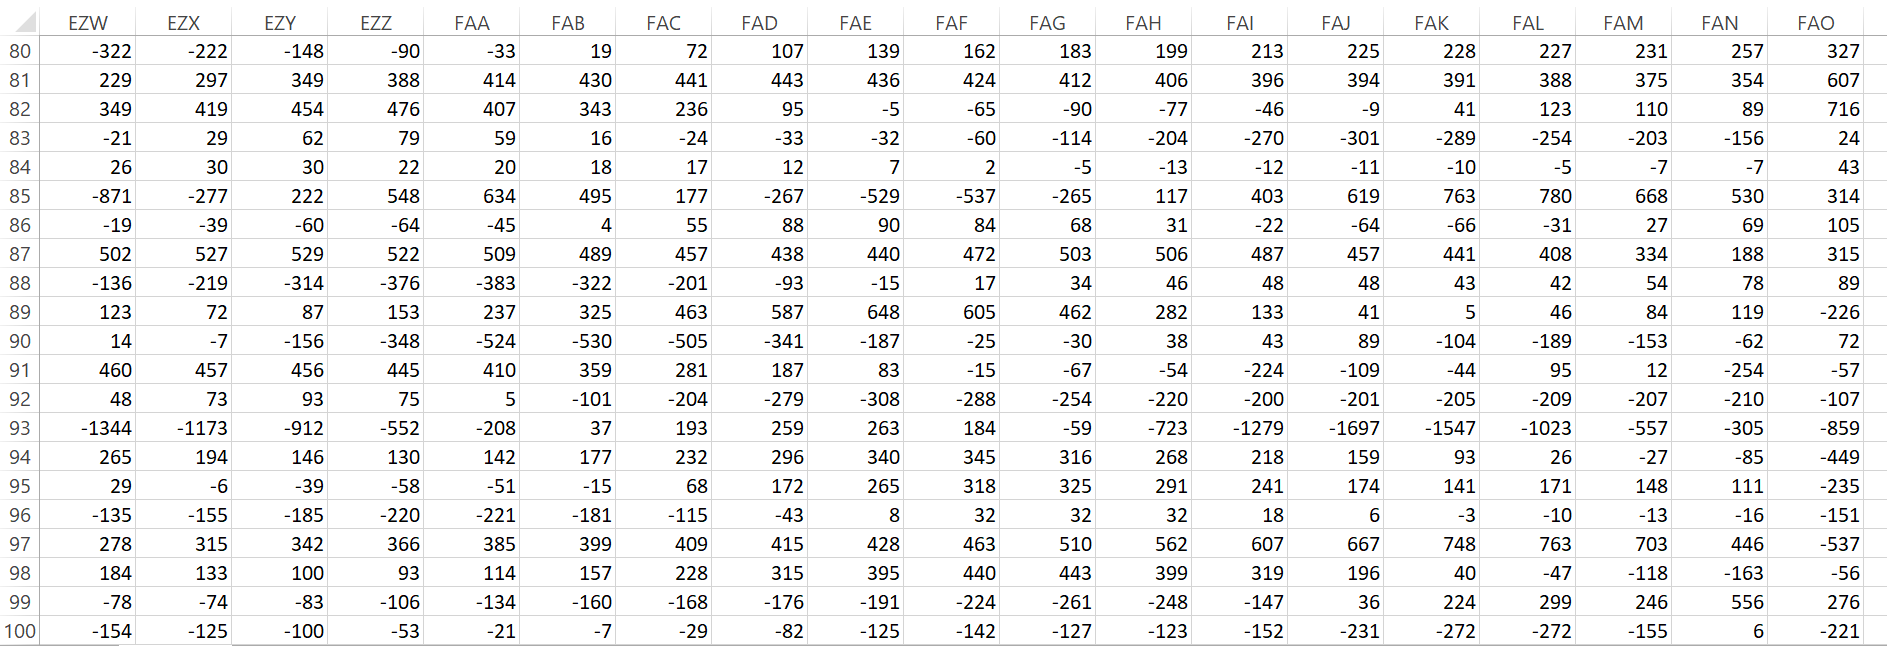 EZW EZX EZY EZZ FAA FAB FAC FAD FAE FAF FAG FAH FAI FAJ FAK FAL FAM FAN FAO
80 -322 -222 -148 -90 -33 19 72 107 139 162 183 199 213 225 228 227 231 257 327
81 229 297 349 388 414 430 441 443 436 424 412 406 396 394 391 388 375 354 607
82 349 419 454 476 407 343 236 95 -5 -65 -90 -77 -46 -9 41 123 110 89 716
83 -21 29 62 79 59 16 -24 -33 -32 -60 -114 -204 -270 -301 -289 -254 -203 -156 24
84 26 30 30 22 20 18 17 12 7 2 -5 -13 -12 -11 -10 -5 -7 -7 43
85 -871 -277 222 548 634 495 177 -267 -529 -537 -265 117 403 619 763 780 668 530 314
86 -19 -39 -60 -64 -45 4 55 88 90 84 68 31 -22 -64 -66 -31 27 69 105
87 502 527 529 522 509 489 457 438 440 472 503 506 487 457 441 408 334 188 315
88 -136 -219 -314 -376 -383 -322 -201 -93 -15 17 34 46 48 48 43 42 54 78 89
89 123 72 87 153 237 325 463 587 648 605 462 282 133 41 5 46 84 119 -226
90 14 -7 -156 -348 -524 -530 -505 -341 -187 -25 -30 38 43 89 -104 -189 -153 -62 72
91 460 457 456 445 410 359 281 187 83 -15 -67 -54 -224 -109 -44 95 12 -254 -57
92 48 73 93 75 5 -101 -204 -279 -308 -288 -254 -220 -200 -201 -205 -209 -207 -210 -107
93 -1344 -1173 -912 -552 -208 37 193 259 263 184 -59 -723 -1279 -1697 -1547 -1023 -557 -305 -859
94 265 194 146 130 142 177 232 296 340 345 316 268 218 159 93 26 -27 -85 -449
95 29 -6 -39 -58 -51 -15 68 172 265 318 325 291 241 174 141 171 148 111 -235
96 -135 -155 -185 -220 -221 -181 -115 -43 8 32 32 32 18 6 -3 -10 -13 -16 -151
97 278 315 342 366 385 399 409 415 428 463 510 562 607 667 748 763 703 446 -537
98 184 133 100 93 114 157 228 315 395 440 443 399 319 196 40 -47 -118 -163 -56
99 -78 -74 -83 -106 -134 -160 -168 -176 -191 -224 -261 -248 -147 36 224 299 246 556 276
100 -154 -125 -100 -53 -21 -7 -29 -82 -125 -142 -127 -123 -152 -231 -272 -272 -155 6 -221